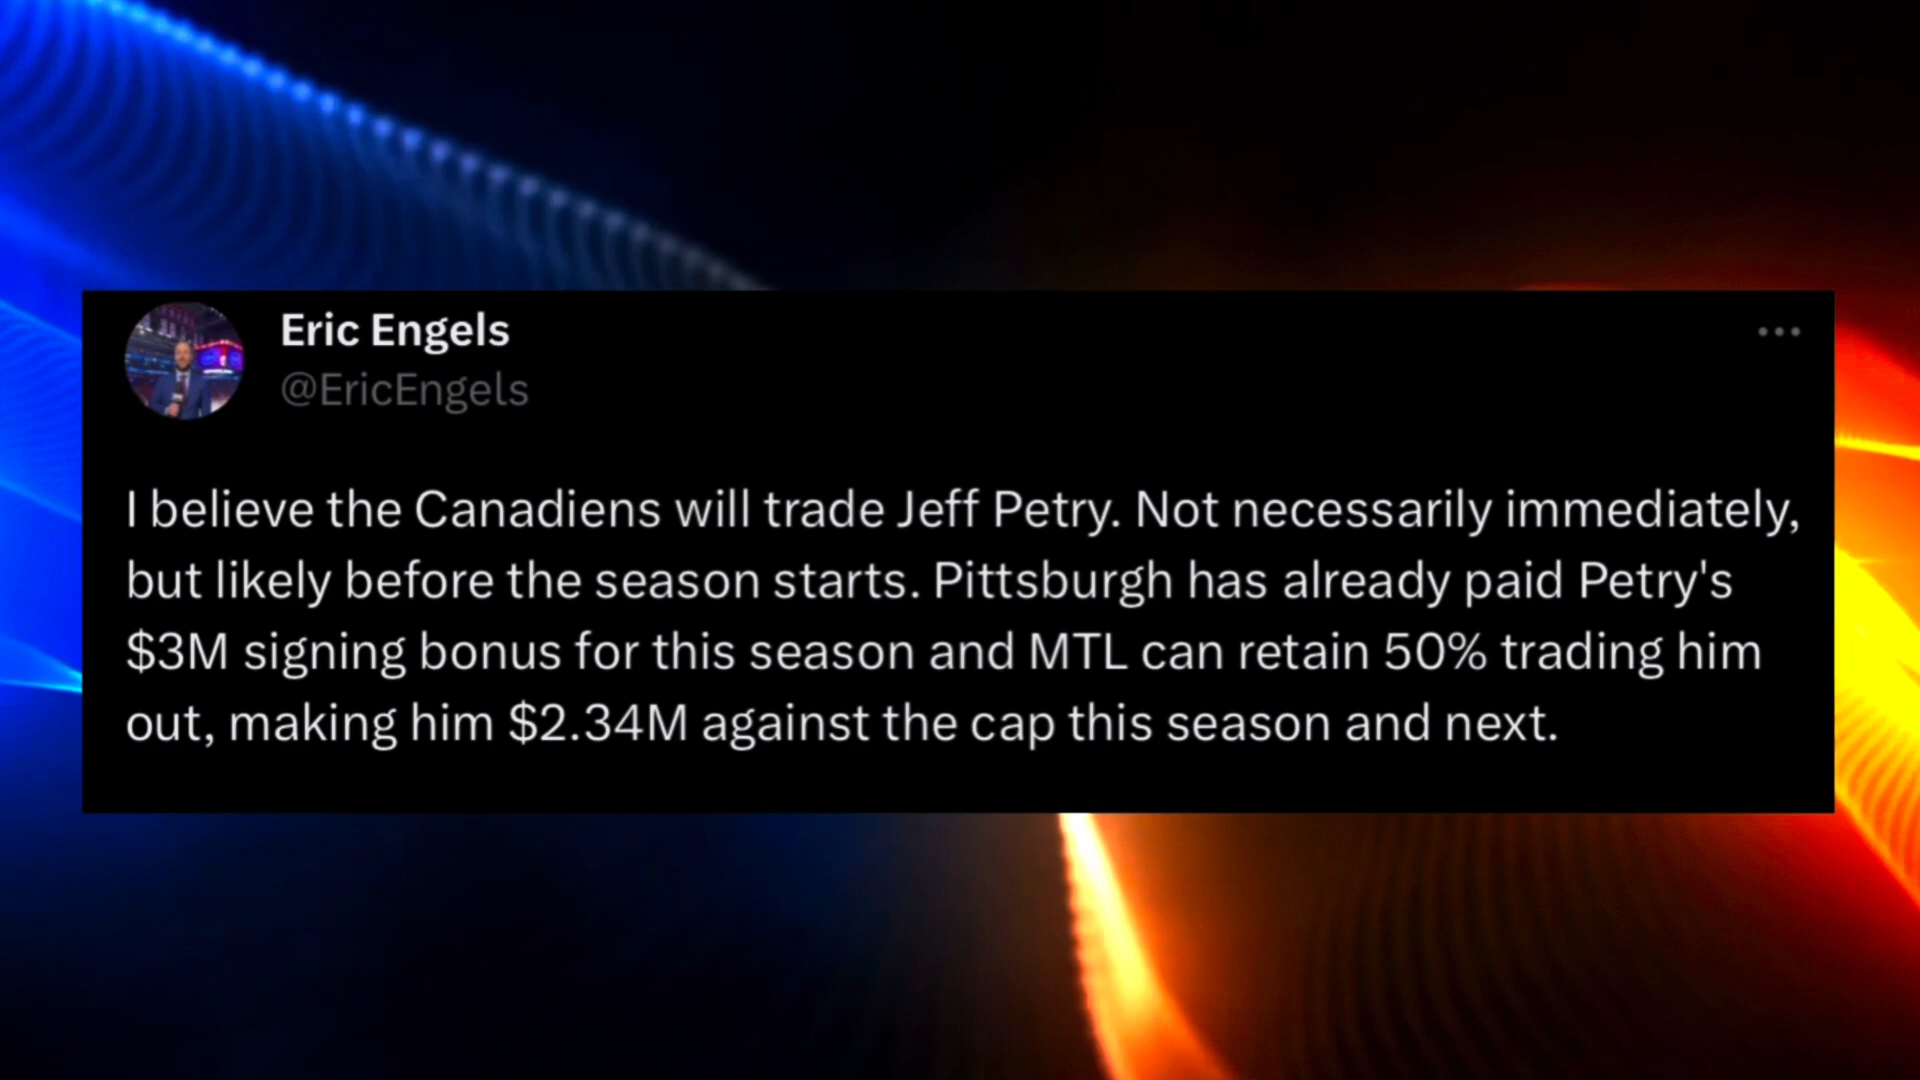 Eric Engels
@EricEngels
I believe the Canadiens will trade Jeff Petry. Not necessarily immediately,
but likely before the season starts. Pittsburgh has already paid Petry's
$3M signing bonus for this season and MTL can retain 50% trading him
out, making him $2.34M against the cap this season and next.